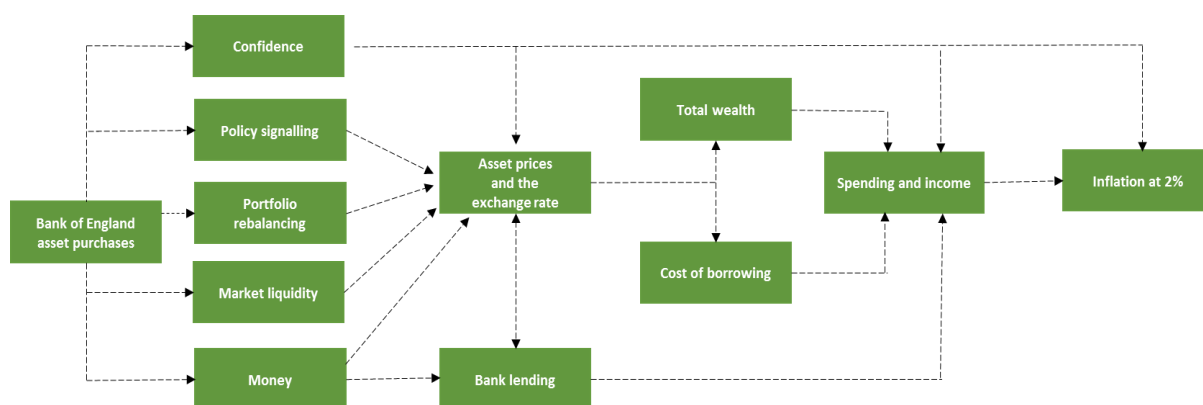 Confidence
Policy signalling
Portfolio
rebalancing
Bank of England
asset purchases
Market liquidity
Money
Asset prices
and the
exchange rate
Bank lending
Total wealth
Cost of borrowing
Spending and income
Inflation at 2%